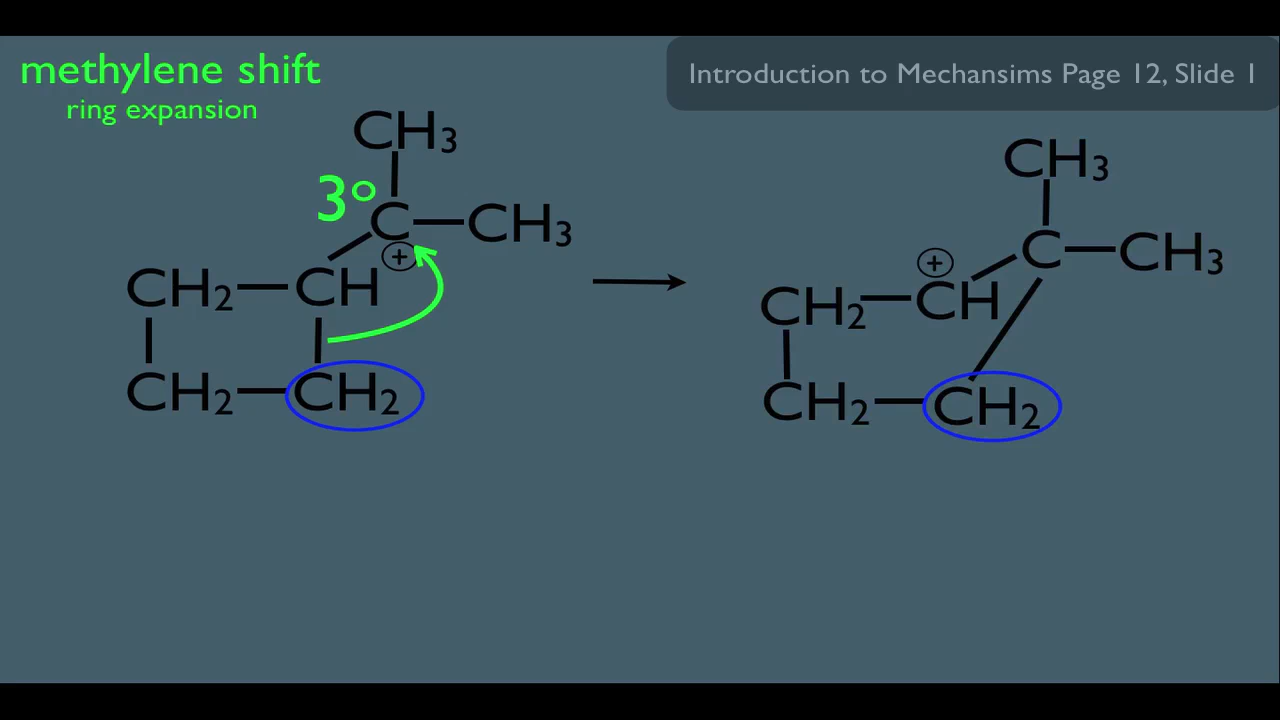 methylene shift
ring expansion
Introduction to Mechansims Page 12, Slide 1
CH₃
3º
C—CH₃
+
CH₂—CH
CH₂—CH₂
CH₃
C—CH₃
+
CH₂—CH
CH₂—CH₂